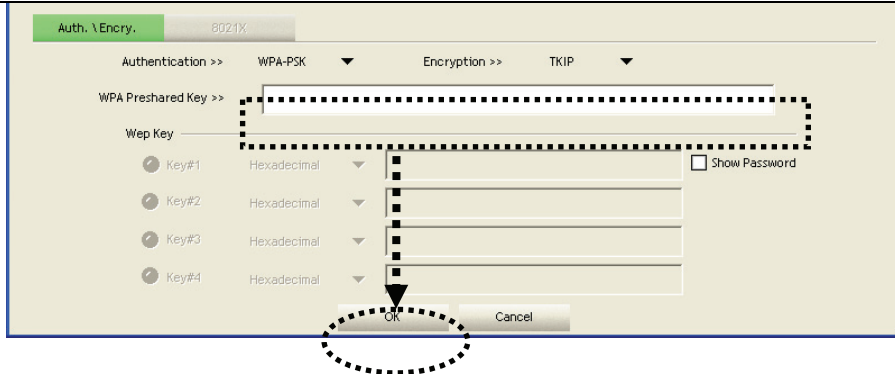 Auth. \ Encry. 8021X
Authentication >> WPA-PSK Encryption >> TKIP
WPA Preshared Key >>
Wep Key
Key#1 Hexadecimal Show Password
Key#2 Hexadecimal
Key#3 Hexadecimal
Key#4 Hexadecimal
OK Cancel